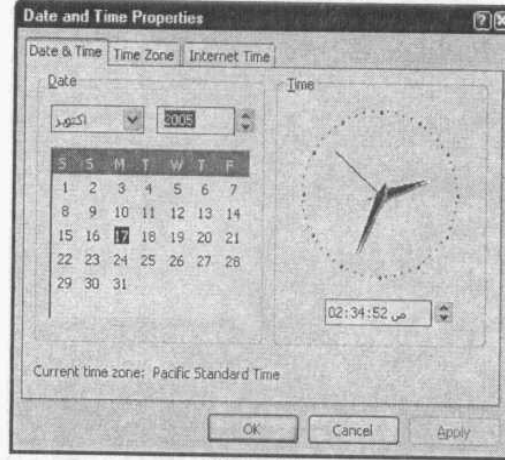 Date and Time Properties
Date & Time Time Zone Internet Time
Date
Time
اکتوبر 2005
S S M T W T F
1 2 3 4 5 6 7
8 9 10 11 12 13 14
15 16 17 18 19 20 21
22 23 24 25 26 27 28
29 30 31
02:34:52 ص
Current time zone: Pacific Standard Time
OK Cancel Apply